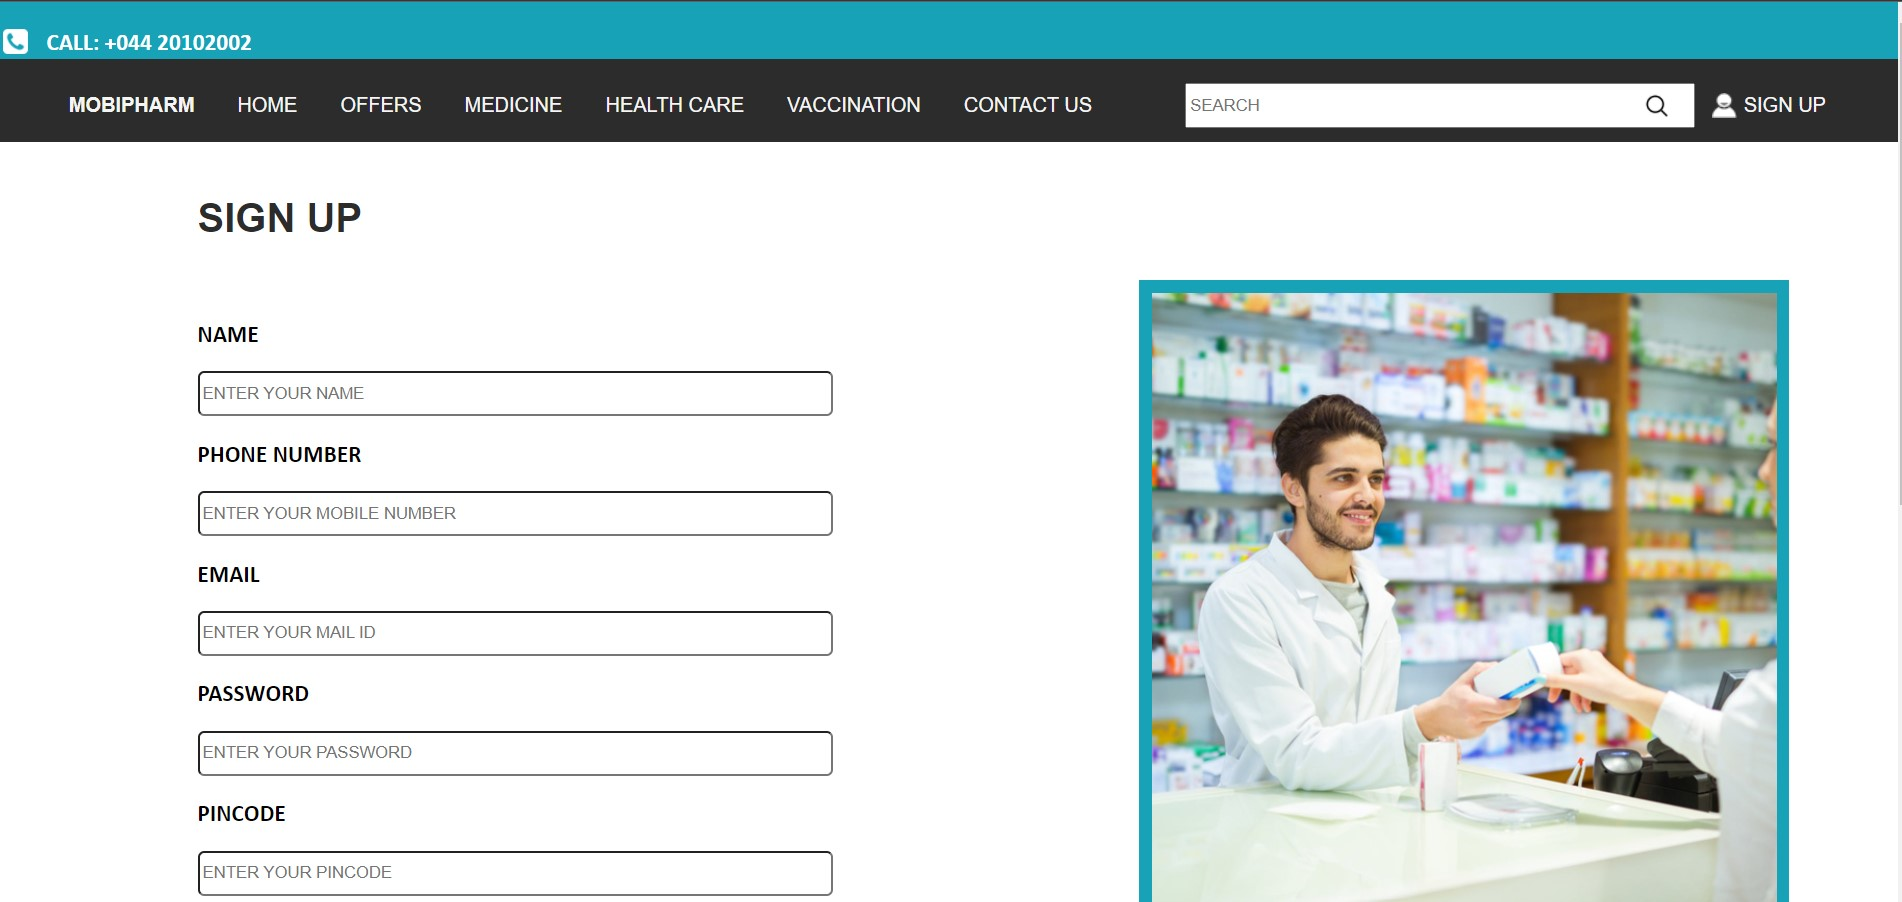 CALL: +044 20102002
MOBIPHARM HOME OFFERS MEDICINE HEALTH CARE VACCINATION CONTACT US SEARCH SIGN UP
SIGN UP
NAME
ENTER YOUR NAME
PHONE NUMBER
ENTER YOUR MOBILE NUMBER
EMAIL
ENTER YOUR MAIL ID
PASSWORD
ENTER YOUR PASSWORD
PINCODE
ENTER YOUR PINCODE